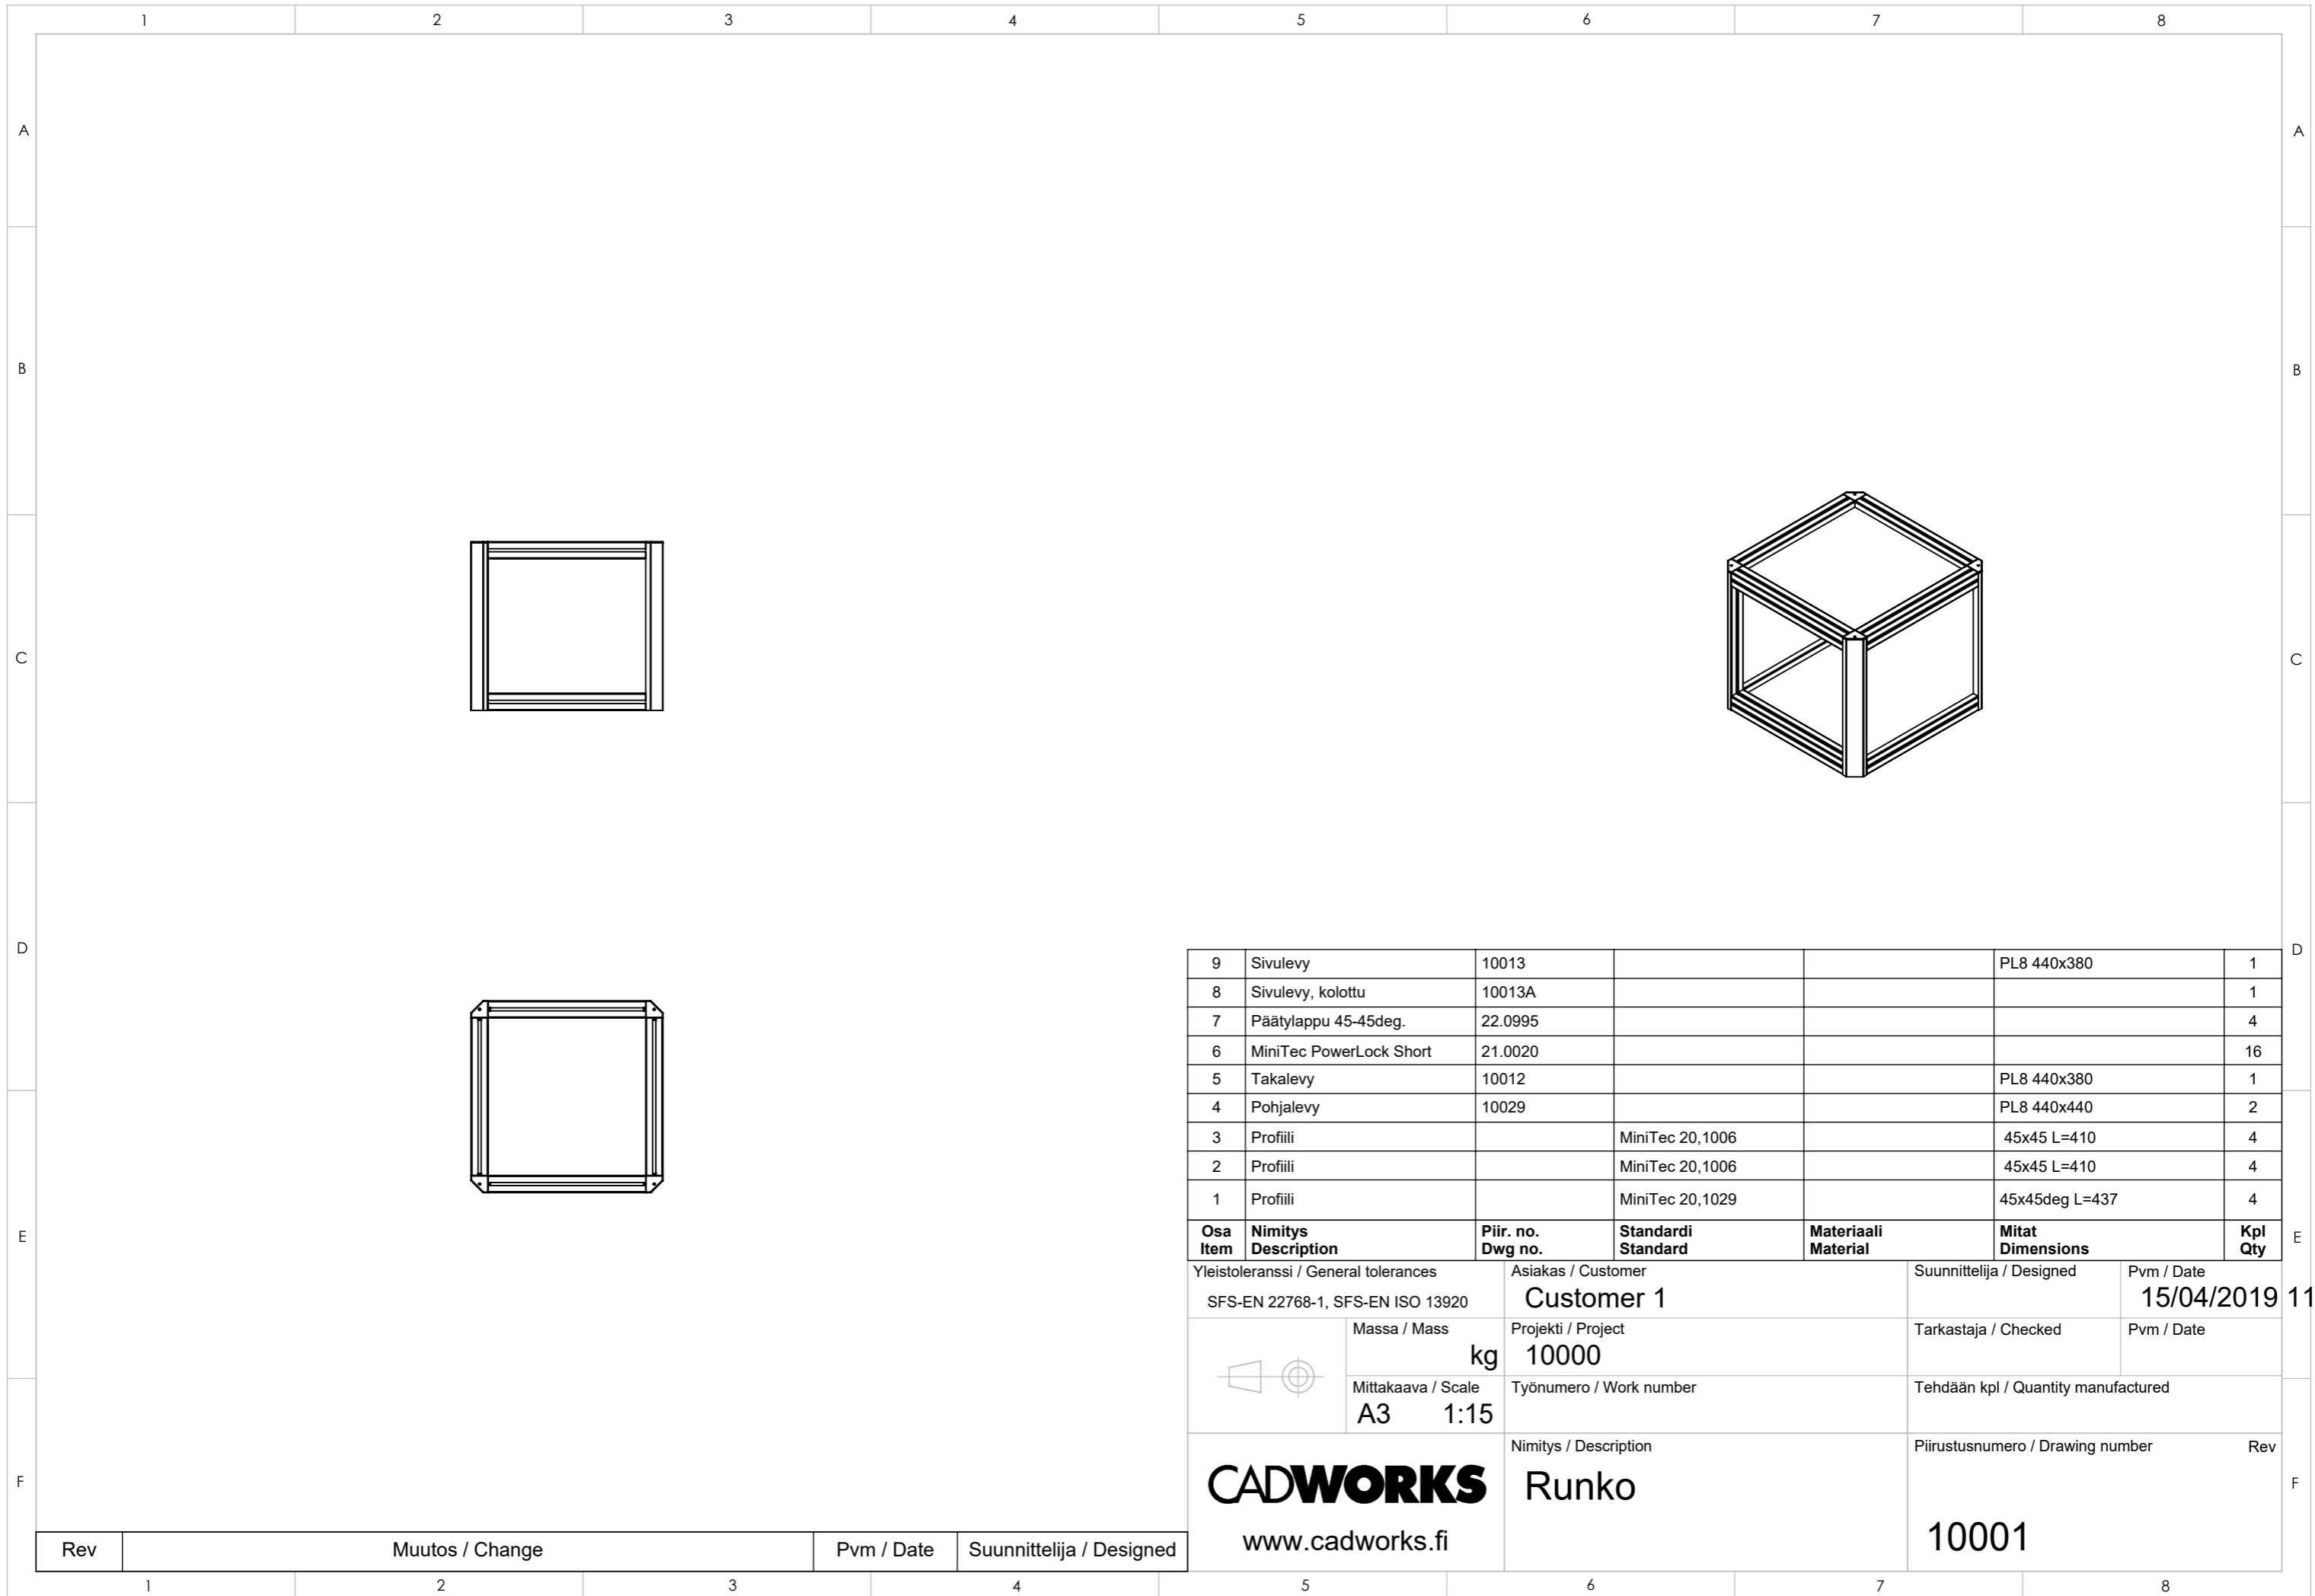 1 2 3 4 5 6 7 8
A A
B B
C C
D D
E E
F F
9 Sivulevy 10013 PL8 440x380 1
8 Sivulevy, kolottu 10013A 1
7 Päätylappu 45-45deg. 22.0995 4
6 MiniTec PowerLock Short 21.0020 16
5 Takalevy 10012 PL8 440x380 1
4 Pohjalevy 10029 PL8 440x440 2
3 Profiili MiniTec 20,1006 45x45 L=410 4
2 Profiili MiniTec 20,1006 45x45 L=410 4
1 Profiili MiniTec 20,1029 45x45deg L=437 4
Osa Nimitys Piir. no. Standardi Materiaali Mitat Kpl
Item Description Dwg no. Standard Material Dimensions Qty
Yleistoleranssi / General tolerances
SFS-EN 22768-1, SFS-EN ISO 13920
Asiakas / Customer
Customer 1
Suunnittelija / Designed
Pvm / Date
15/04/2019 11
Massa / Mass
kg
Projekti / Project
10000
Tarkastaja / Checked
Pvm / Date
Mittakaava / Scale
A3 1:15
Työnumero / Work number
Tehdään kpl / Quantity manufactured
CADWORKS
www.cadworks.fi
Nimitys / Description
Runko
Piirustusnumero / Drawing number Rev
10001
Rev Muutos / Change Pvm / Date Suunnittelija / Designed
1 2 3 4 5 6 7 8